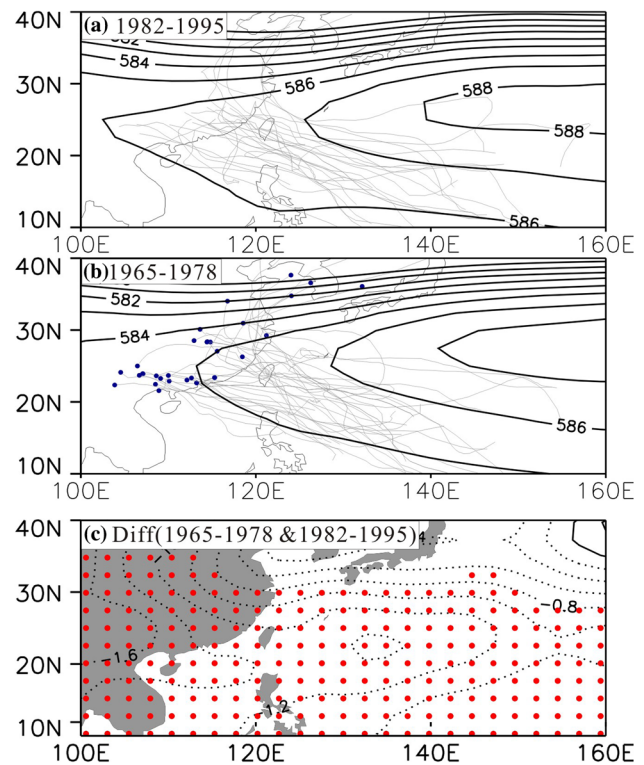 (a) 1982-1995
40N
30N
20N
10N
582
584
586
588
588
586
100E 120E 140E 160E
(b) 1965-1978
40N
30N
20N
10N
582
584
586
100E 120E 140E 160E
(c) Diff(1965-1978 &1982-1995)
40N
30N
20N
10N
-0.8
-1.6
-1.2
100E 120E 140E 160E